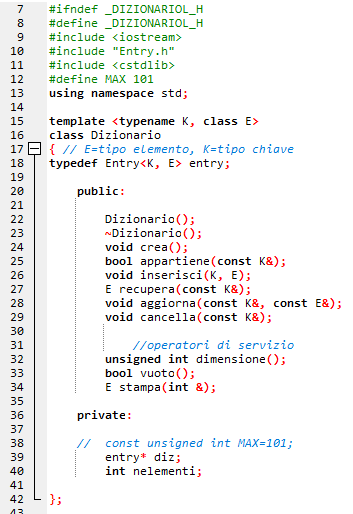 7 #ifndef _DIZIONARIOL_H
8 #define _DIZIONARIOL_H
9 #include <iostream>
10 #include "Entry.h"
11 #include <cstdlib>
12 #define MAX 101
13 using namespace std;
14
15 template <typename K, class E>
16 class Dizionario
17 { // E=tipo elemento, K=tipo chiave
18 typedef Entry<K, E> entry;
19
20 public:
21
22 Dizionario();
23 ~Dizionario();
24 void crea();
25 bool appartiene(const K&);
26 void inserisci(K, E);
27 E recupera(const K&);
28 void aggiorna(const K&, const E&);
29 void cancella(const K&);
30
31 //operatori di servizio
32 unsigned int dimensione();
33 bool vuoto();
34 E stampa(int &);
35
36 private:
37
38 // const unsigned int MAX=101;
39 entry* diz;
40 int nelementi;
41
42 };
43